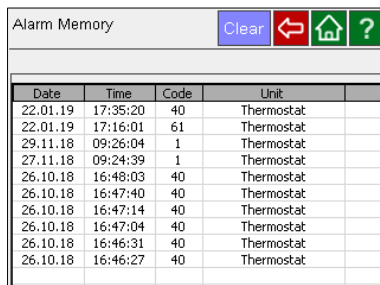 Alarm Memory Clear ?
Date Time Code Unit
22.01.19 17:35:20 40 Thermostat
22.01.19 17:16:01 61 Thermostat
29.11.18 09:26:04 1 Thermostat
27.11.18 09:24:39 1 Thermostat
26.10.18 16:48:03 40 Thermostat
26.10.18 16:47:40 40 Thermostat
26.10.18 16:47:14 40 Thermostat
26.10.18 16:47:04 40 Thermostat
26.10.18 16:46:31 40 Thermostat
26.10.18 16:46:27 40 Thermostat